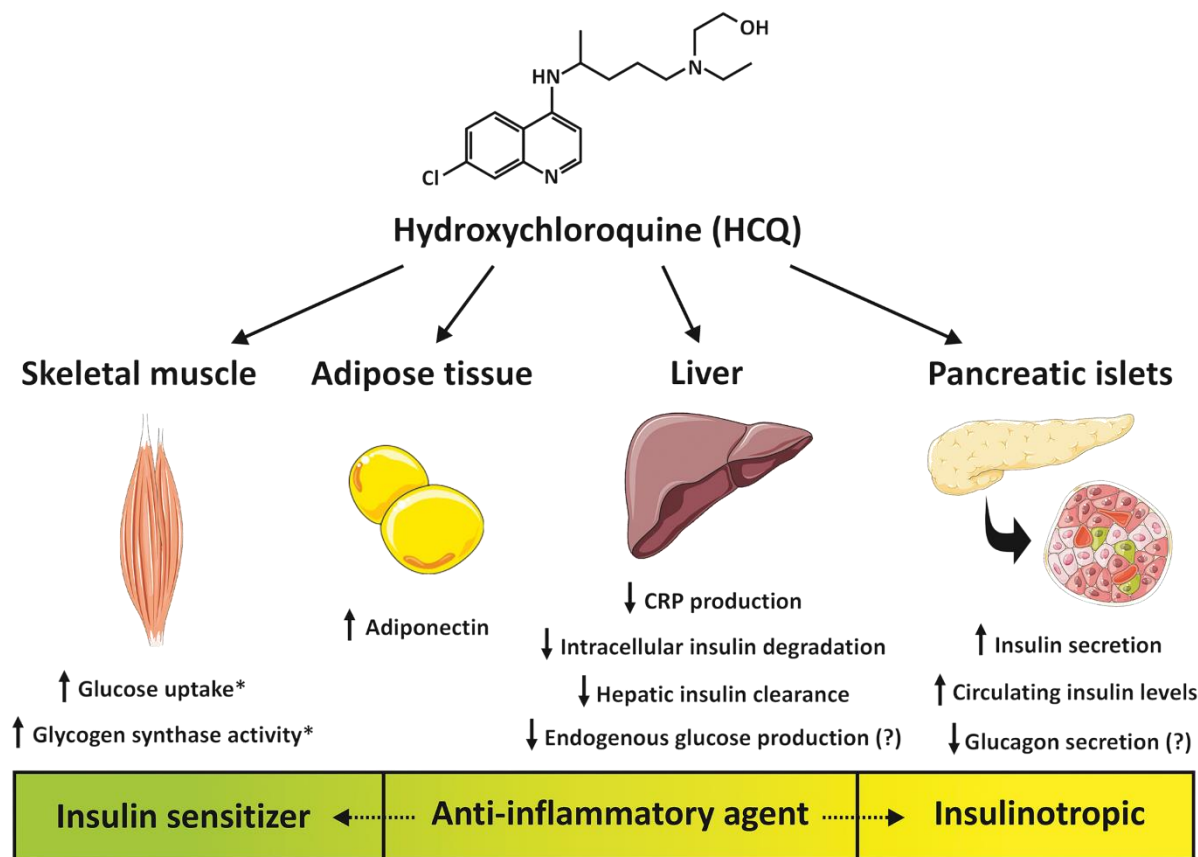 OH
HN
N
Cl
N
Hydroxychloroquine (HCQ)
Skeletal muscle
Adipose tissue
Liver
Pancreatic islets
↑ Glucose uptake*
↑ Glycogen synthase activity*
↑ Adiponectin
↓ CRP production
↓ Intracellular insulin degradation
↓ Hepatic insulin clearance
↓ Endogenous glucose production (?)
↑ Insulin secretion
↑ Circulating insulin levels
↓ Glucagon secretion (?)
Insulin sensitizer
Anti-inflammatory agent
Insulinotropic